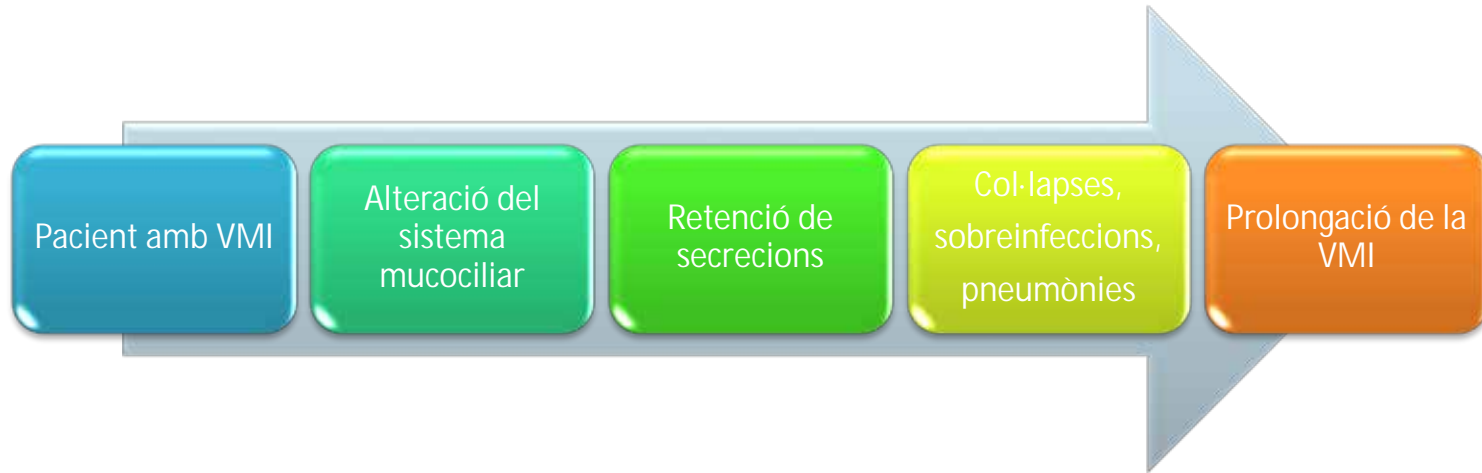 Pacient amb VMI
Alteració del
sistema
mucociliar
Retenció de
secrecions
Col·lapses,
sobreinfeccions,
pneumònies
Prolongació de la
VMI